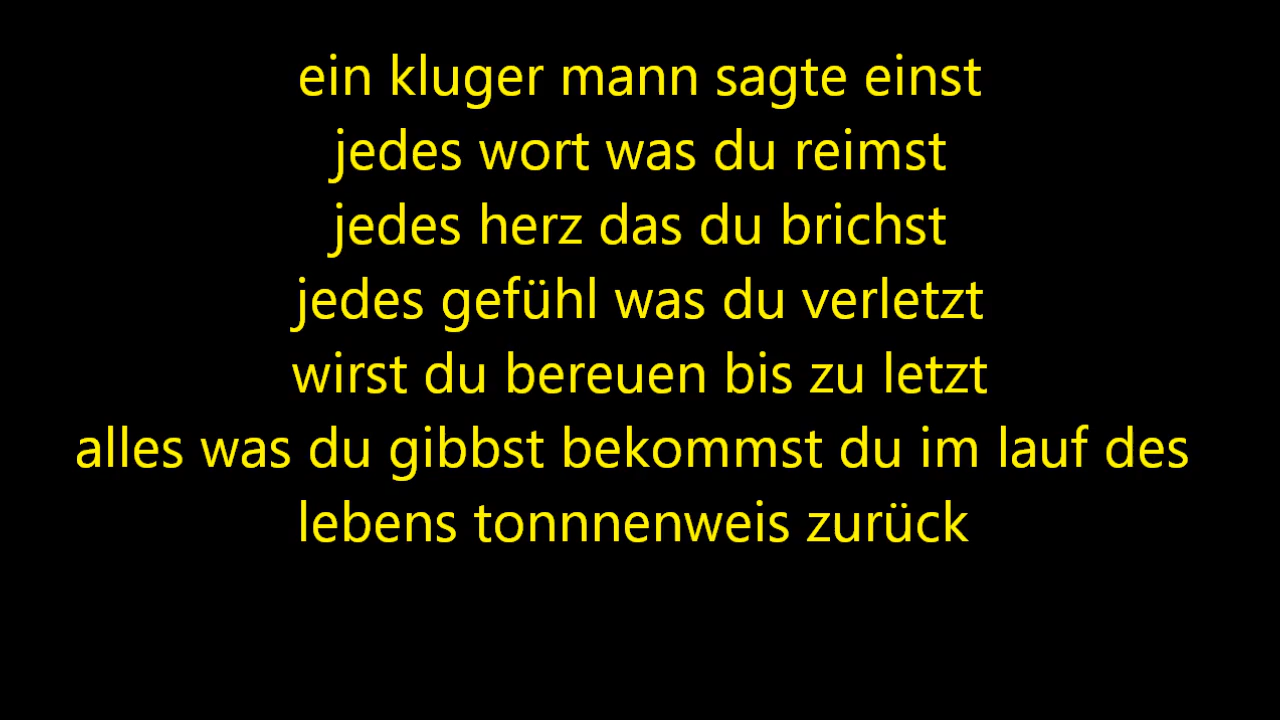 ein kluger mann sagte einst
jedes wort was du reimst
jedes herz das du brichst
jedes gefühl was du verletzt
wirst du bereuen bis zu letzt
alles was du gibbst bekommst du im lauf des
lebens tonnnenweis zurück